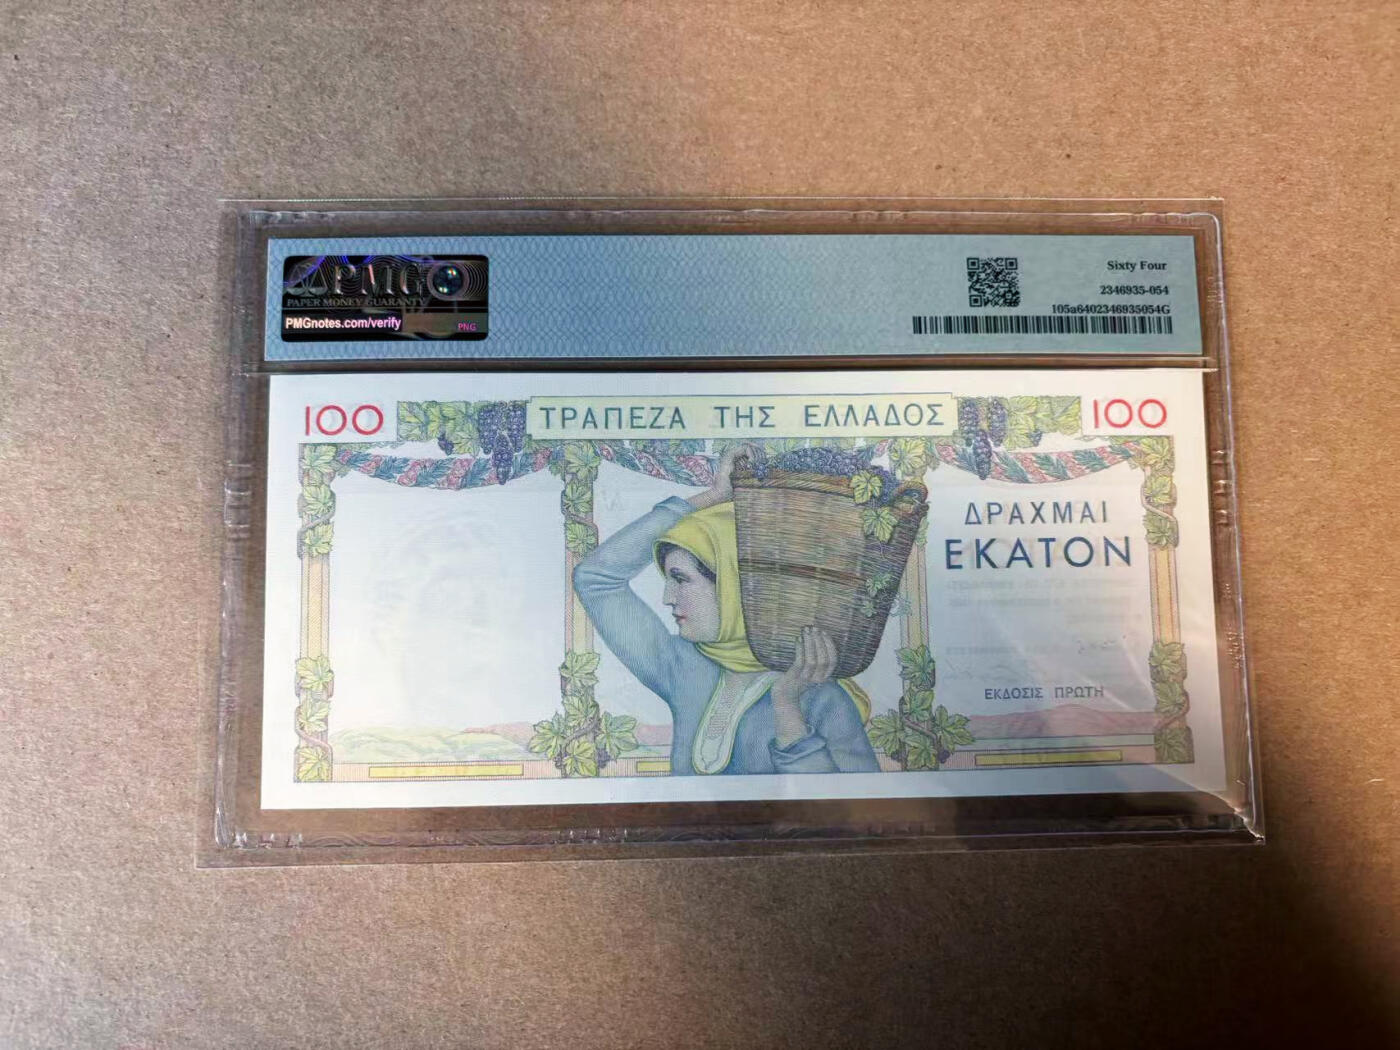 PMG
PAPER MONEY GUARANTY
PMGnotes.com/verify
PNG
Sixty Four
2346935-054
105a6402346935054G
100
ΤΡΑΠΕΖΑ ΤΗΣ ΕΛΛΑΔΟΣ
100
ΔΡΑΧΜΑΙ
ΕΚΑΤΟΝ
ΕΚΔΟΣΙΣ ΠΡΩΤΗ